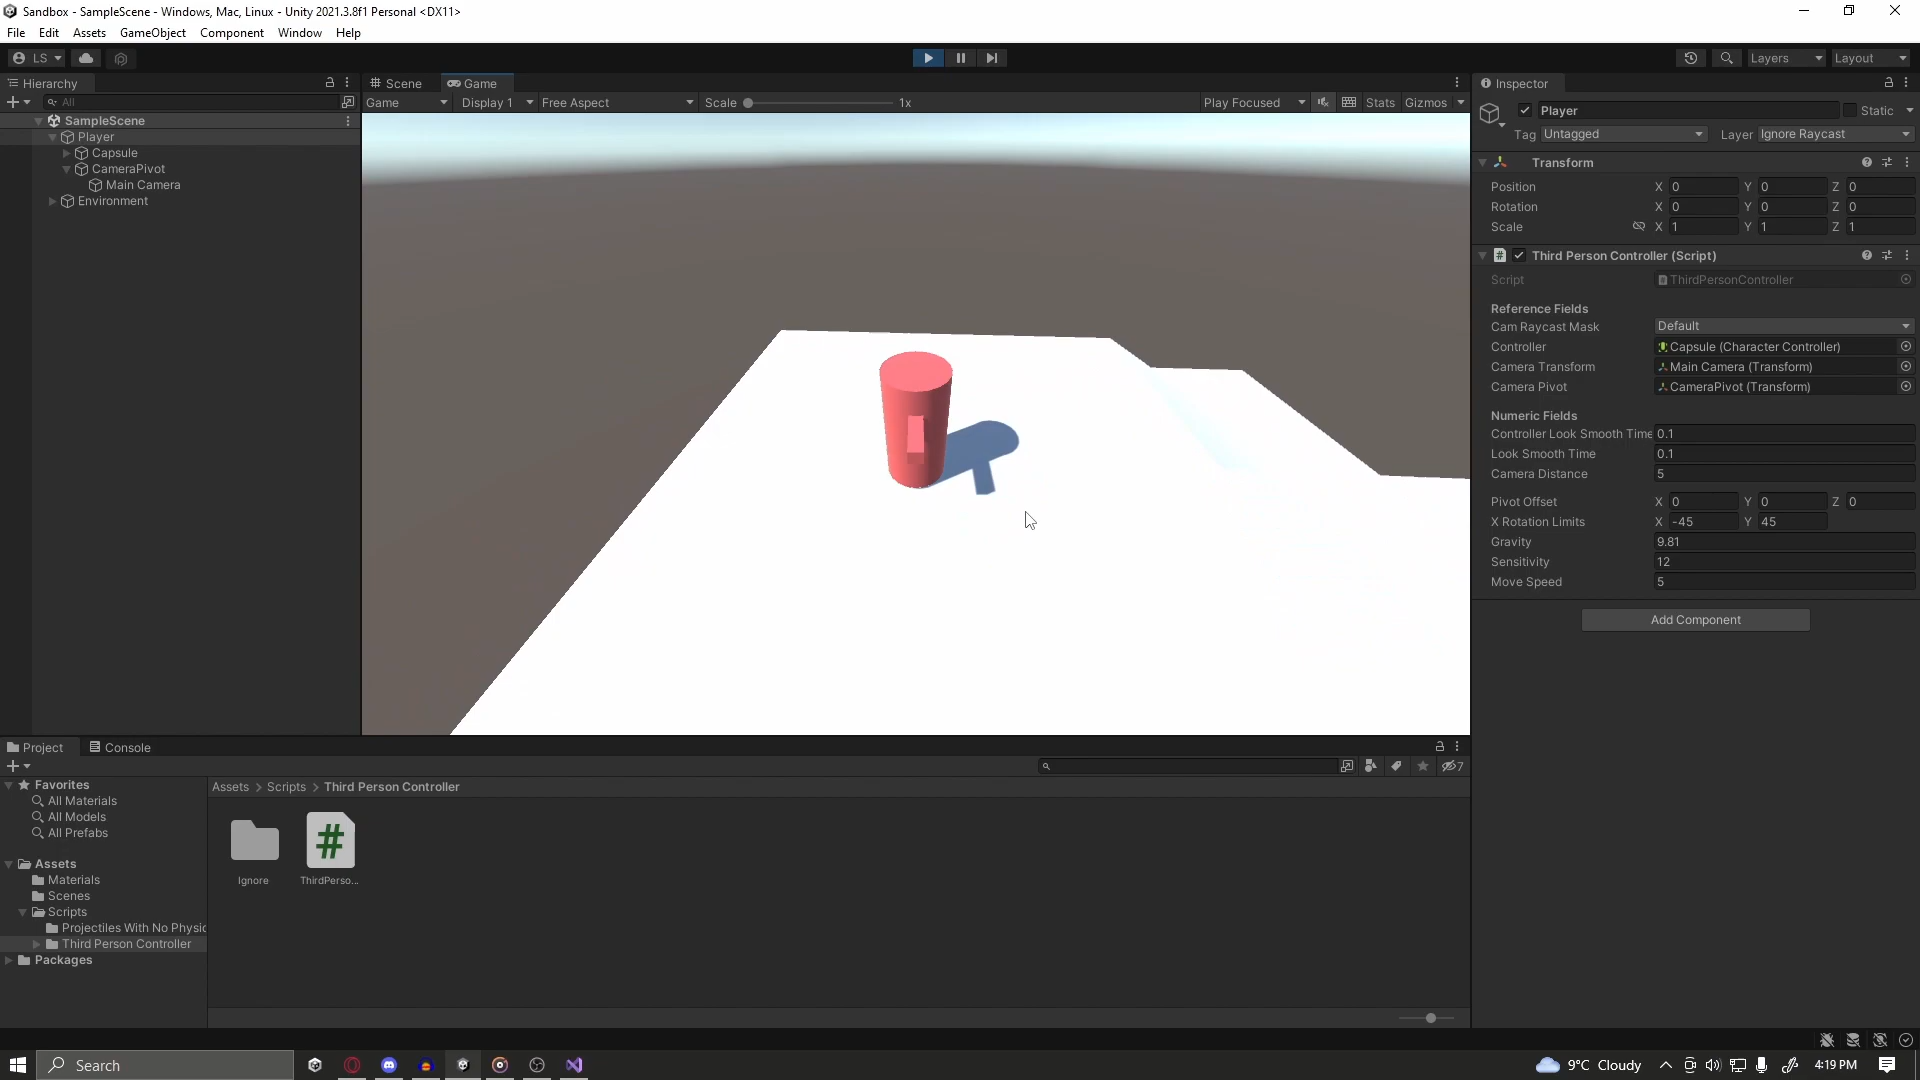 Sandbox - SampleScene - Windows, Mac, Linux - Unity 2021.3.8f1 Personal <DX11>
File Edit Assets GameObject Component Window Help
LS
Layers
Layout
Hierarchy
All
SampleScene
Player
Capsule
CameraPivot
Main Camera
Environment
Scene
Game
Game
Display 1
Free Aspect
Scale
1x
Play Focused
Stats
Gizmos
Inspector
Player
Static
Tag Untagged
Layer Ignore Raycast
Transform
Position X 0 Y 0 Z 0
Rotation X 0 Y 0 Z 0
Scale X 1 Y 1 Z 1
# Third Person Controller (Script)
Script ThirdPersonController
Reference Fields
Cam Raycast Mask Default
Controller Capsule (Character Controller)
Camera Transform Main Camera (Transform)
Camera Pivot CameraPivot (Transform)
Numeric Fields
Controller Look Smooth Time 0.1
Look Smooth Time 0.1
Camera Distance 5
Pivot Offset X 0 Y 0 Z 0
X Rotation Limits X -45 Y 45
Gravity 9.81
Sensitivity 12
Move Speed 5
Add Component
Project
Console
7
Favorites
All Materials
All Models
All Prefabs
Assets
Materials
Scenes
Scripts
Projectiles With No Physic
Third Person Controller
Packages
Assets > Scripts > Third Person Controller
#
Ignore
ThirdPerso...
Search
9°C Cloudy
4:19 PM